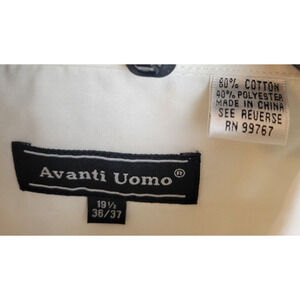 60% COTTON
40% POLYESTER
MADE IN CHINA
SEE REVERSE
RN 99767
Avanti Uomo®
19½
36/37